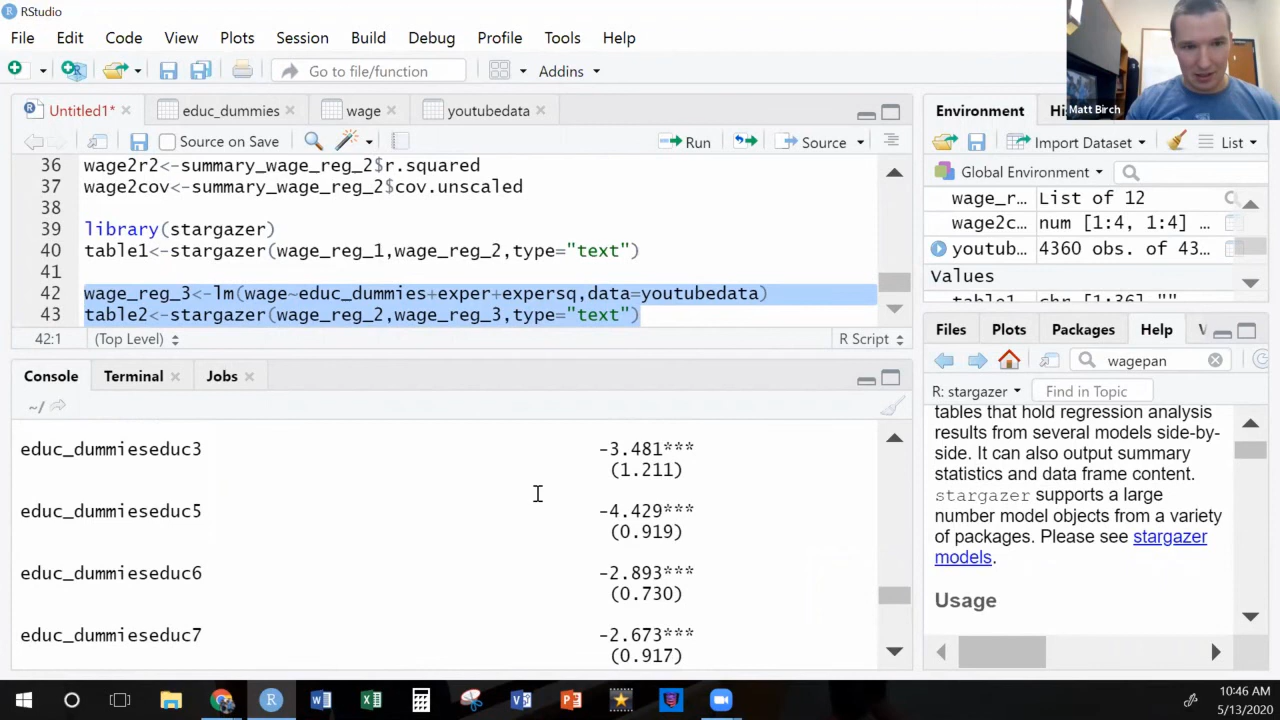 RStudio
File Edit Code View Plots Session Build Debug Profile Tools Help
Go to file/function Addins
Untitled1* educ_dummies wage youtubedata
Source on Save Run Source
36 wage2r2<-summary_wage_reg_2$r.squared
37 wage2cov<-summary_wage_reg_2$cov.unscaled
38
39 library(stargazer)
40 table1<-stargazer(wage_reg_1,wage_reg_2,type="text")
41
42 wage_reg_3<-lm(wage~educ_dummies+exper+expersq,data=youtubedata)
43 table2<-stargazer(wage_reg_2,wage_reg_3,type="text")
42:1 (Top Level) R Script
Console Terminal Jobs
~/
educ_dummieseduc3 -3.481***
(1.211)
educ_dummieseduc5 -4.429***
(0.919)
educ_dummieseduc6 -2.893***
(0.730)
educ_dummieseduc7 -2.673***
(0.917)
Matt Birch
Environment Hi
Import Dataset List
Global Environment
wage_r… List of 12
wage2c… num [1:4, 1:4] …
youtub… 4360 obs. of 43…
Values
table1 chr [1:36] ""
Files Plots Packages Help V
wagepan
R: stargazer Find in Topic
tables that hold regression analysis
results from several models side-by-
side. It can also output summary
statistics and data frame content.
stargazer supports a large
number model objects from a variety
of packages. Please see stargazer
models.
Usage
10:46 AM
5/13/2020